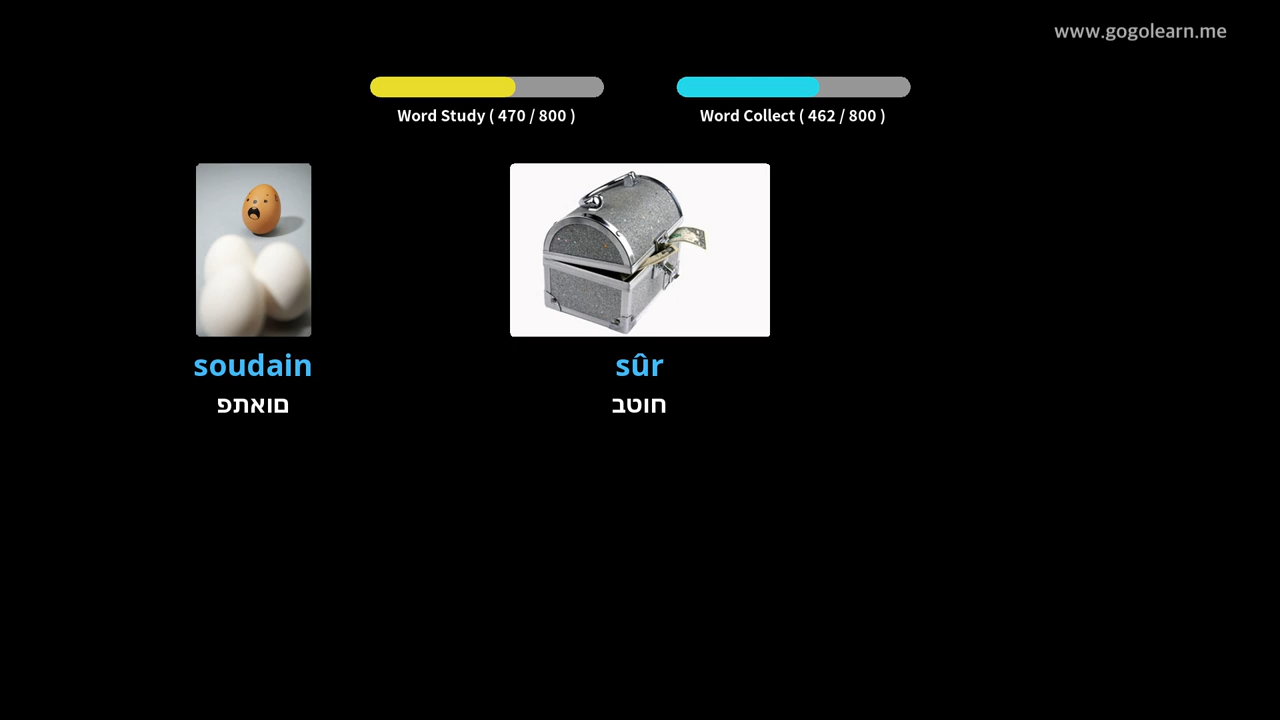 www.gogolearn.me
Word Study ( 470 / 800 )
Word Collect ( 462 / 800 )
soudain
פתאום
sûr
בטוח